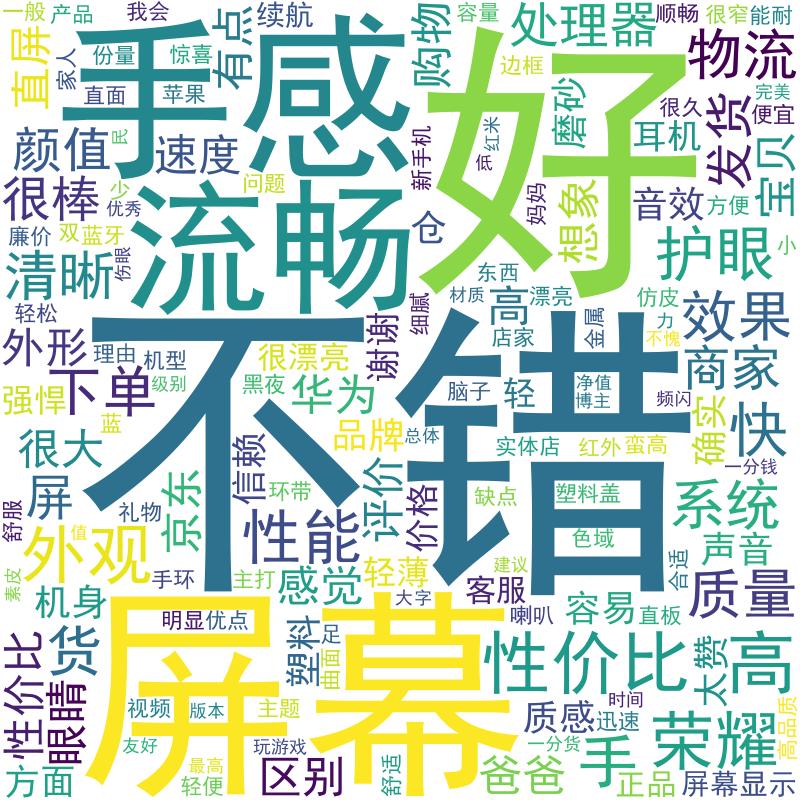 一般
产品
我会
续航
容量
处理器
顺畅
很窄
能耐
手感
好
购物
有点
直屏
家人
份量
惊喜
边框
物流
完美
直面
苹果
磨砂
很久
便宜
颜值
民
速度
新手机
红米
耳机
发货
宝贝
很棒
少
优秀
问题
流畅
妈妈
想象
音效
方便
廉价
双蓝牙
仓
护眼
小
清晰
伤眼
东西
轻松
细腻
材质
漂亮
仿皮
高
力
效果
外形
理由
机型
很漂亮
谢谢
不错
店家
金属
不愧
商家
强悍
下单
级别
黑夜
华为
脑子
轻
净值
博主
频闪
蓝
很大
信赖
品牌
总体
实体店
红外
蛮高
确实
快
屏
京东
环带
评价
价格
缺点
塑料盖
一分钱
系统
舒服
礼物
性能
色域
声音
外观
值
素皮
机身
手环
主打
感觉
轻薄
大字
建议
客服
合适
质量
明显
优点
屏幕
塑料
足
喇叭
容易
直板
性价比
货
曲面
性价比
太赞
高
眼睛
视频
版本
主题
质感
迅速
时间
荣耀
高品质
友好
玩游戏
一分货
手
方面
最高
轻便
区别
舒适
爸爸
正品
屏幕显示